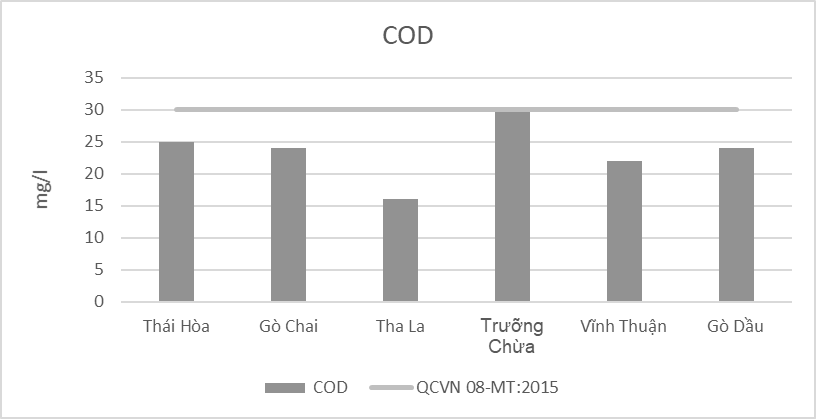 COD
mg/l
35
30
25
20
15
10
5
0
Thái Hòa
Gò Chai
Tha La
Trưỡng
Chừa
Vĩnh Thuận
Gò Dầu
COD
QCVN 08-MT:2015